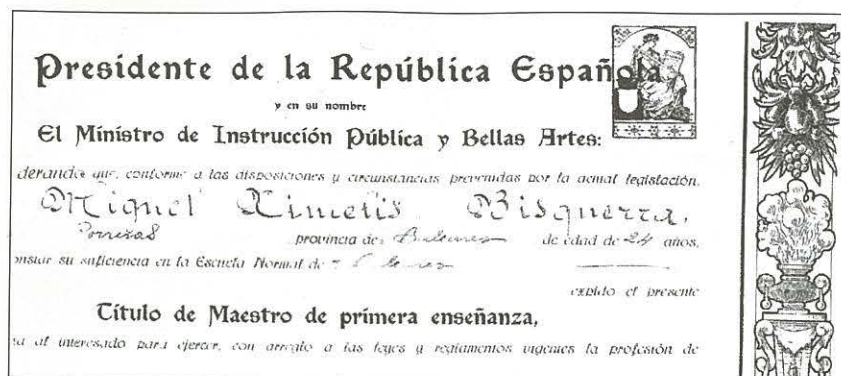 Presidente de la República Española
y en su nombre
El Ministro de Instrucción Pública y Bellas Artes:
derando que, conforme a las disposiciones y circunstancias prevenidas por la actual legislación,
Miquel Ximelis Bisquerra,
Porreras provincia de Baleares de edad de 24 años,
onstar su suficiencia en la Escuela Normal de
expido el presente
Título de Maestro de primera enseñanza,
al interesado para ejercer, con arreglo a las leyes y reglamentos vigentes la profesión de